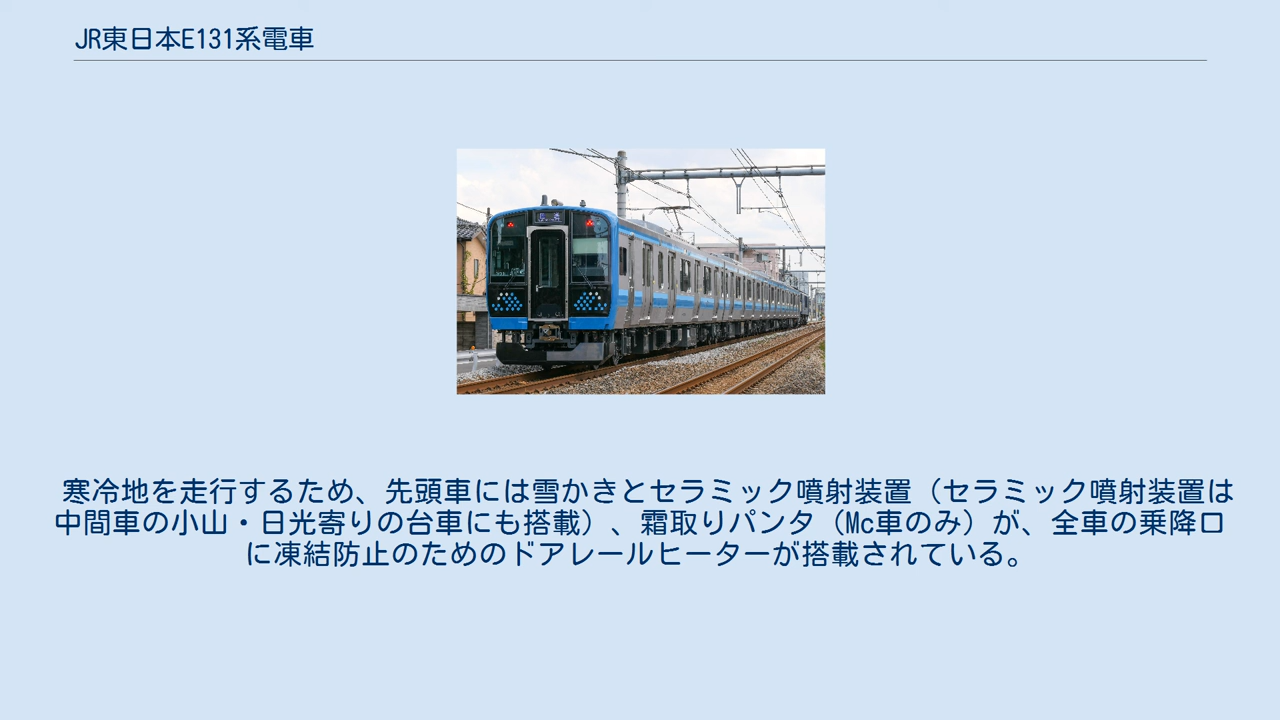 JR東日本E131系電車
寒冷地を走行するため、先頭車には雪かきとセラミック噴射装置（セラミック噴射装置は
中間車の小山・日光寄りの台車にも搭載）、霜取りパンタ（Mc車のみ）が、全車の乗降口
に凍結防止のためのドアレールヒーターが搭載されている。